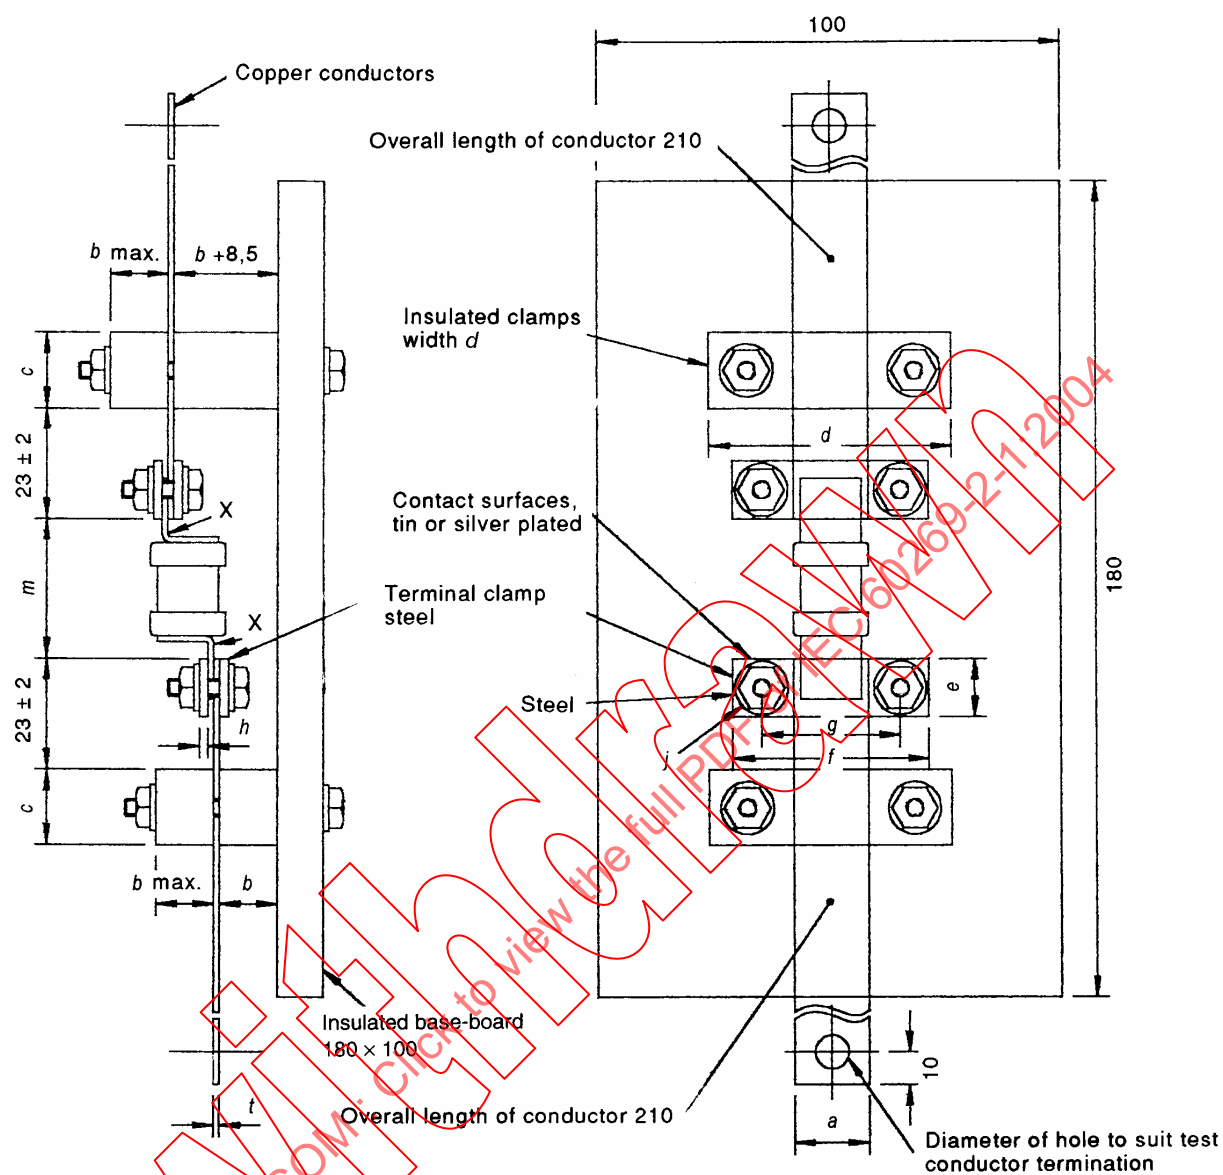 100
Copper conductors
Overall length of conductor 210
b max.
b +8,5
Insulated clamps
width d
c
d
23 ± 2
Contact surfaces,
tin or silver plated
X
m
180
Terminal clamp
steel
X
Steel
e
23 ± 2
h
g
j
f
c
b max.
b
Insulated base-board
180 × 100
10
t
Overall length of conductor 210
a
Diameter of hole to suit test
conductor termination
Withdrawn
.COM: Click to view the full PDF of IEC 60269-2-1:2004